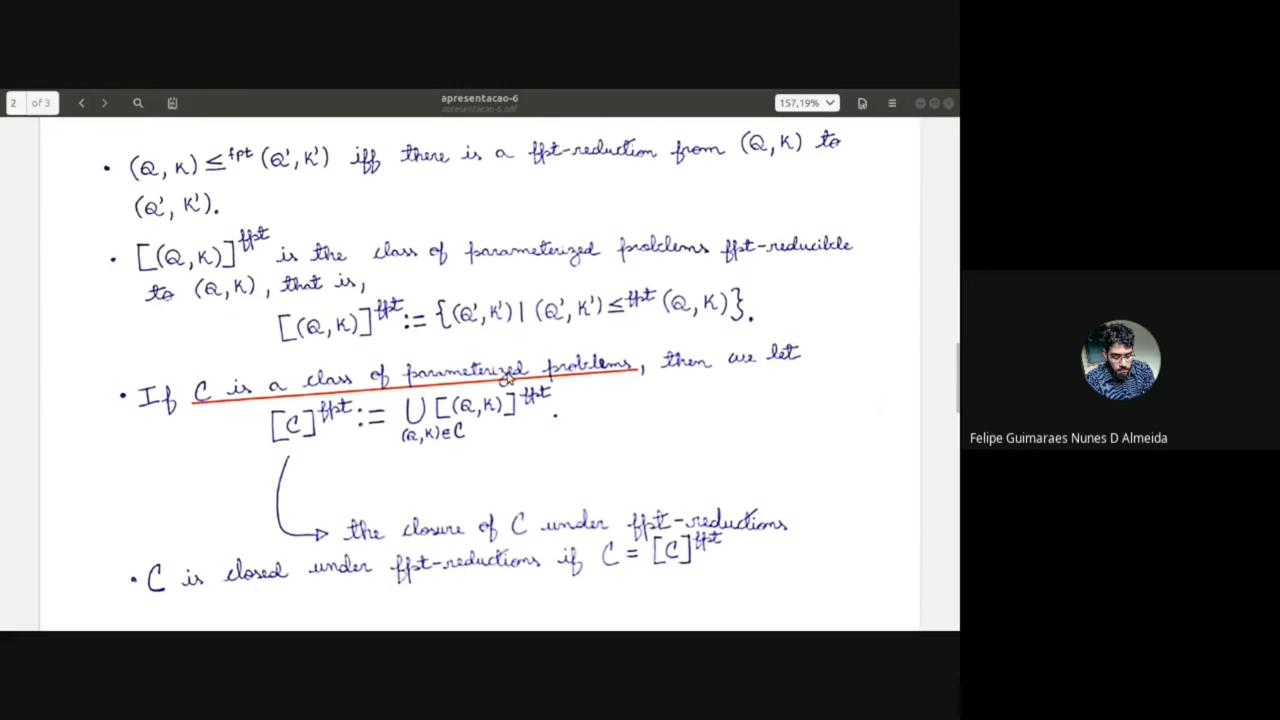 2 of 3
apresentacao-6
apresentacao-6.pdf
157,19%
• (Q, K) ≤^fpt (Q', K') iff there is a fpt-reduction from (Q, K) to
(Q', K').
• [(Q, K)]^fpt is the class of parameterized problems fpt-reducible
to (Q, K), that is,
[(Q, K)]^fpt := {(Q', K') | (Q', K') ≤^fpt (Q, K)}.
• If C is a class of parameterized problems, then we let
[C]^fpt := ⋃ [(Q, K)]^fpt.
(Q, K) ∈ C
the closure of C under fpt-reductions
• C is closed under fpt-reductions if C = [C]^fpt
Felipe Guimaraes Nunes D Almeida